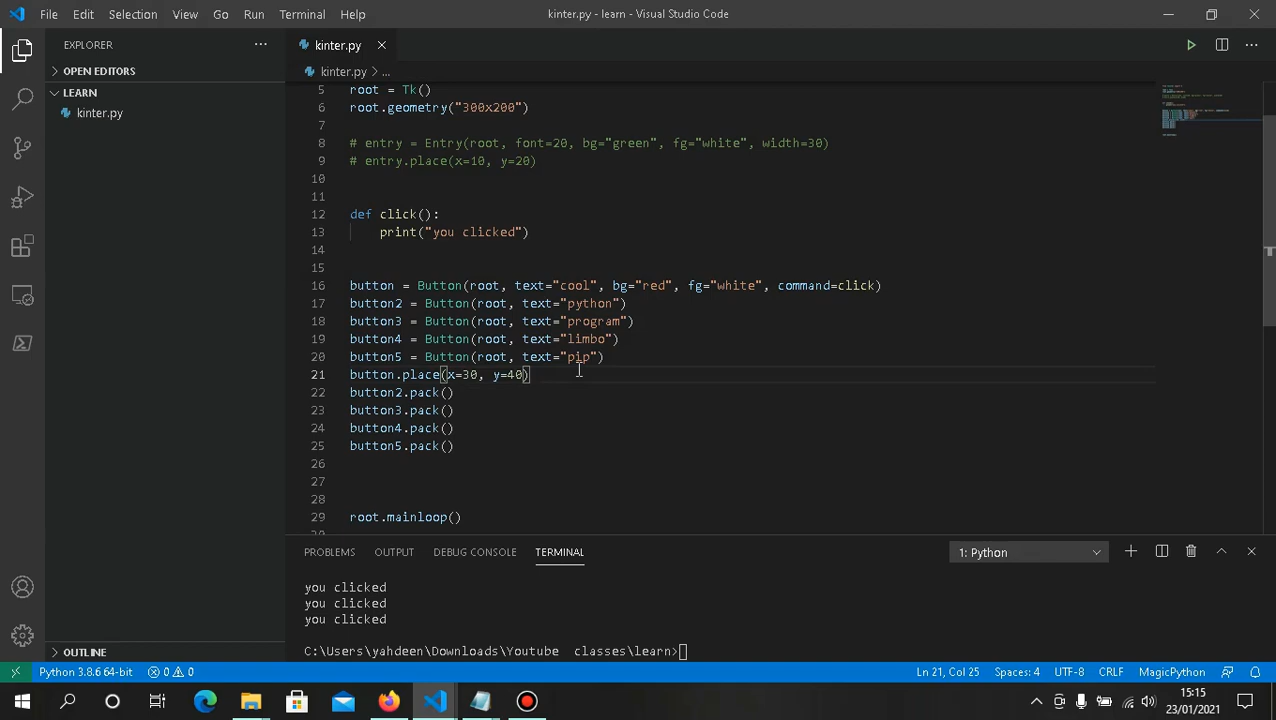 File Edit Selection View Go Run Terminal Help kinter.py - learn - Visual Studio Code
EXPLORER
kinter.py
OPEN EDITORS
kinter.py > ...
LEARN
kinter.py
5 root = Tk()
6 root.geometry("300x200")
7
8 # entry = Entry(root, font=20, bg="green", fg="white", width=30)
9 # entry.place(x=10, y=20)
10
11
12 def click():
13 print("you clicked")
14
15
16 button = Button(root, text="cool", bg="red", fg="white", command=click)
17 button2 = Button(root, text="python")
18 button3 = Button(root, text="program")
19 button4 = Button(root, text="limbo")
20 button5 = Button(root, text="pip")
21 button.place(x=30, y=40)
22 button2.pack()
23 button3.pack()
24 button4.pack()
25 button5.pack()
26
27
28
29 root.mainloop()
30
PROBLEMS OUTPUT DEBUG CONSOLE TERMINAL 1: Python
you clicked
you clicked
you clicked
C:\Users\yahdeen\Downloads\Youtube  classes\learn>
OUTLINE
Python 3.8.6 64-bit 0 0 Ln 21, Col 25 Spaces: 4 UTF-8 CRLF MagicPython
15:15
23/01/2021